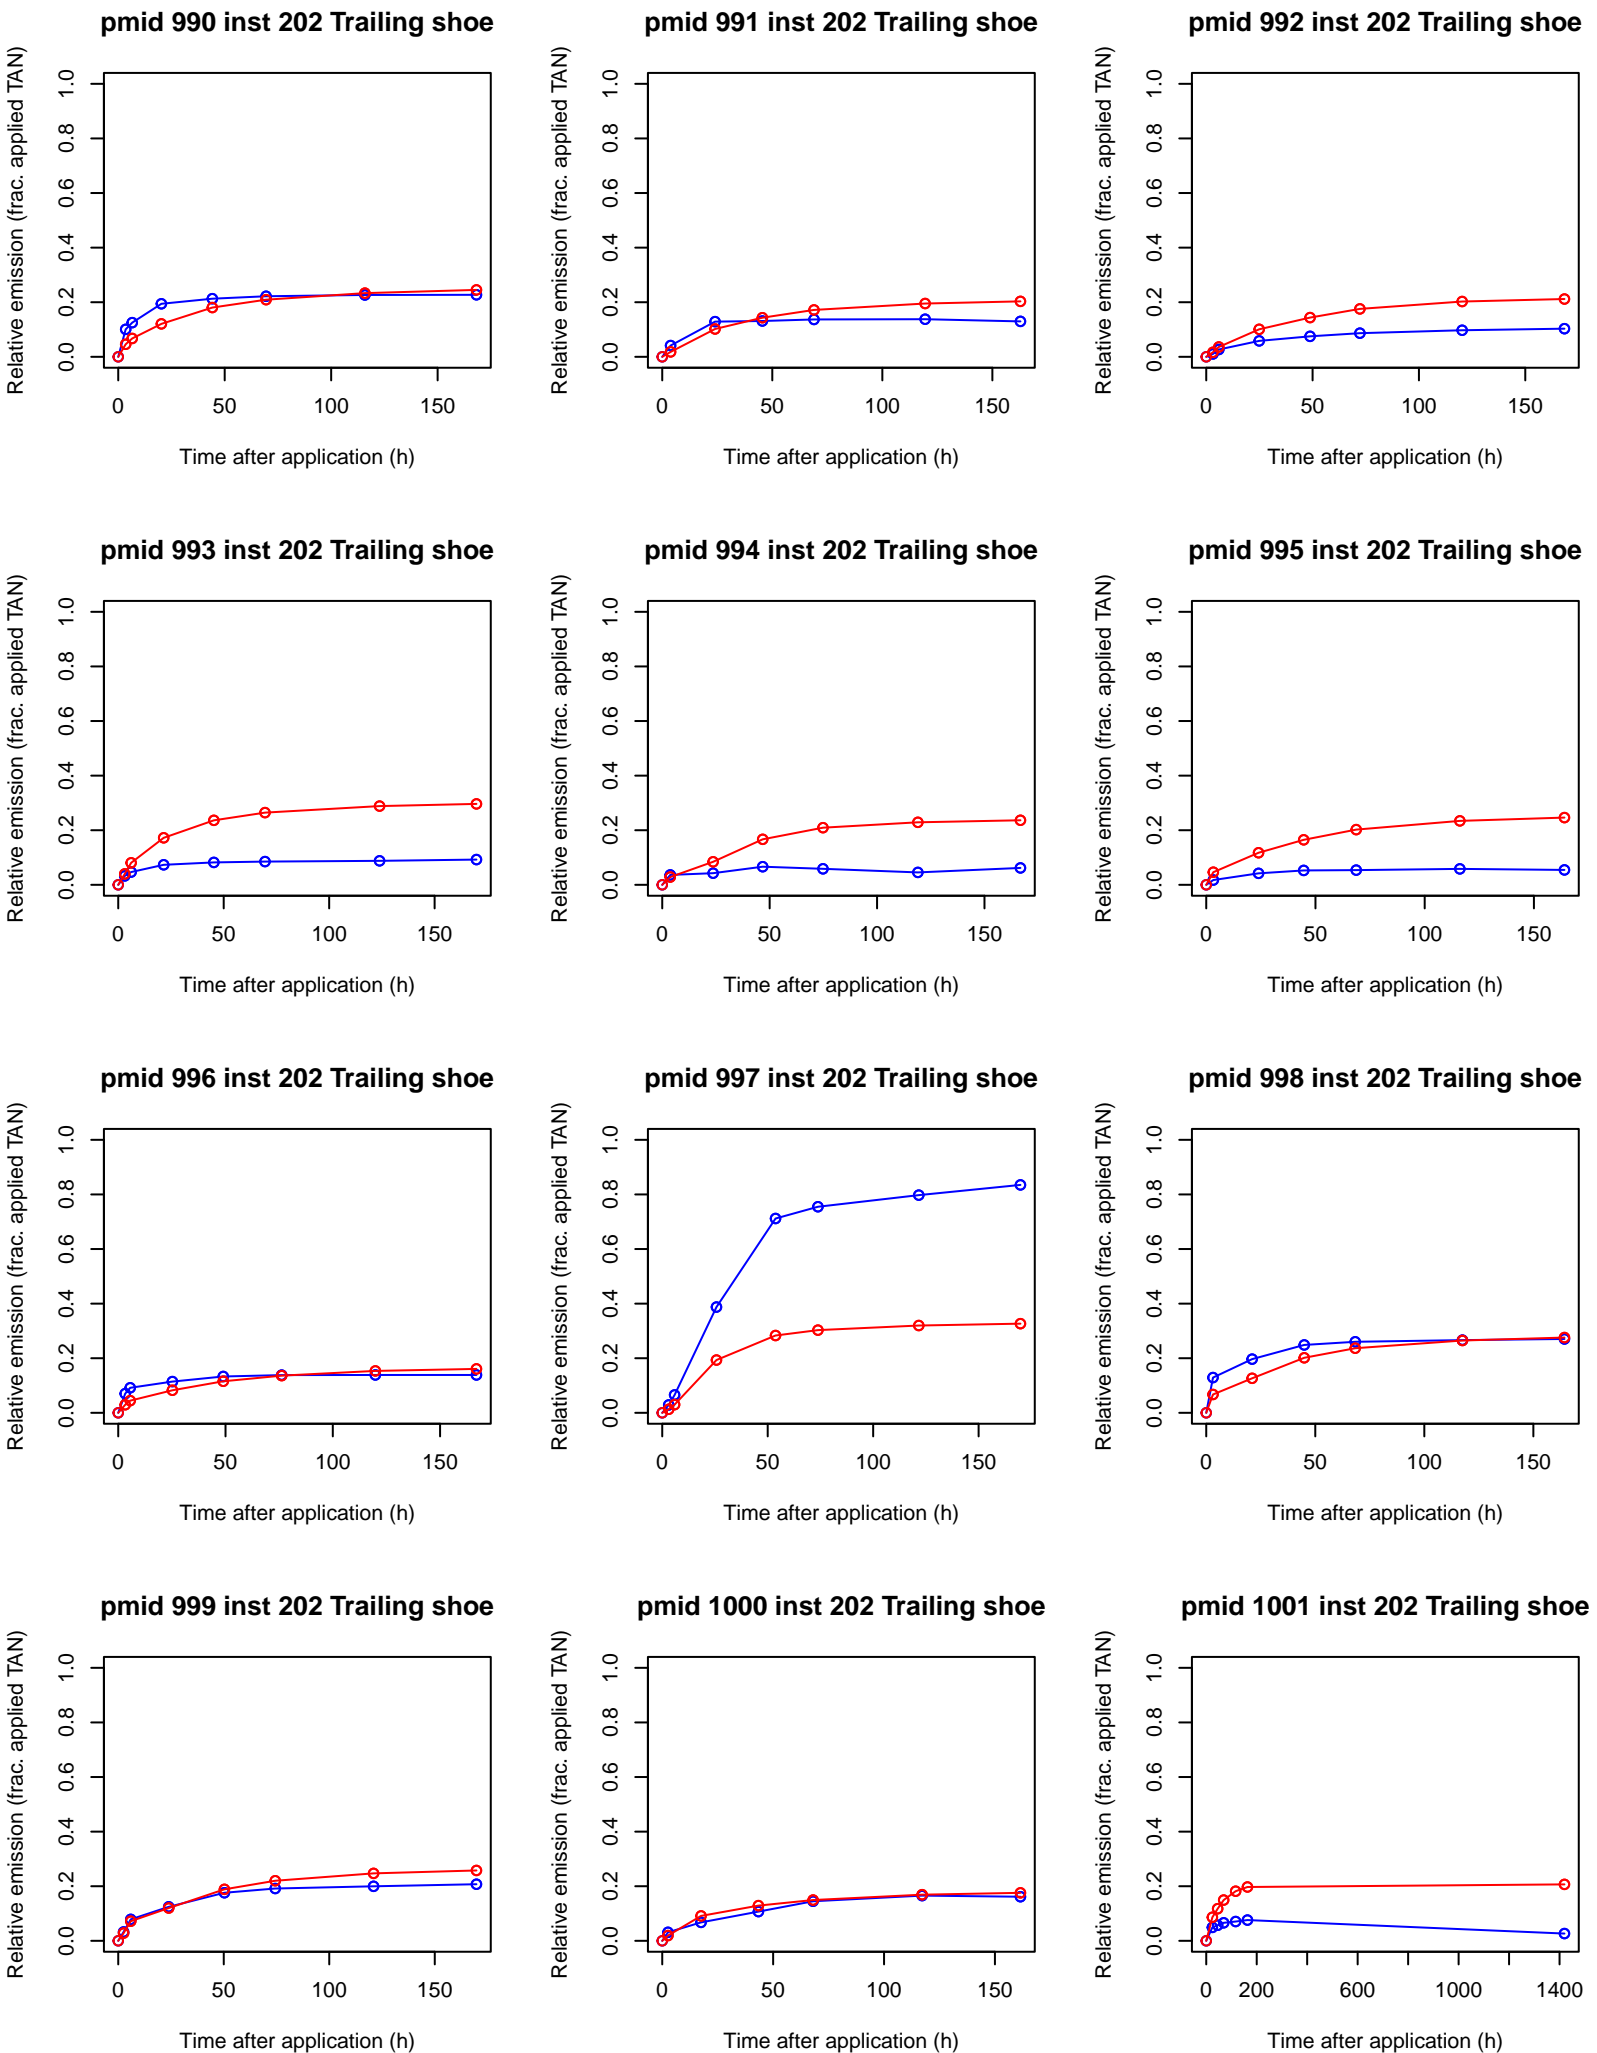 pmid 990 inst 202 Trailing shoe
Relative emission (frac. applied TAN)
1.0
0.8
0.6
0.4
0.2
0.0
0 50 100 150
Time after application (h)
pmid 991 inst 202 Trailing shoe
Relative emission (frac. applied TAN)
1.0
0.8
0.6
0.4
0.2
0.0
0 50 100 150
Time after application (h)
pmid 992 inst 202 Trailing shoe
Relative emission (frac. applied TAN)
1.0
0.8
0.6
0.4
0.2
0.0
0 50 100 150
Time after application (h)
pmid 993 inst 202 Trailing shoe
Relative emission (frac. applied TAN)
1.0
0.8
0.6
0.4
0.2
0.0
0 50 100 150
Time after application (h)
pmid 994 inst 202 Trailing shoe
Relative emission (frac. applied TAN)
1.0
0.8
0.6
0.4
0.2
0.0
0 50 100 150
Time after application (h)
pmid 995 inst 202 Trailing shoe
Relative emission (frac. applied TAN)
1.0
0.8
0.6
0.4
0.2
0.0
0 50 100 150
Time after application (h)
pmid 996 inst 202 Trailing shoe
Relative emission (frac. applied TAN)
1.0
0.8
0.6
0.4
0.2
0.0
0 50 100 150
Time after application (h)
pmid 997 inst 202 Trailing shoe
Relative emission (frac. applied TAN)
1.0
0.8
0.6
0.4
0.2
0.0
0 50 100 150
Time after application (h)
pmid 998 inst 202 Trailing shoe
Relative emission (frac. applied TAN)
1.0
0.8
0.6
0.4
0.2
0.0
0 50 100 150
Time after application (h)
pmid 999 inst 202 Trailing shoe
Relative emission (frac. applied TAN)
1.0
0.8
0.6
0.4
0.2
0.0
0 50 100 150
Time after application (h)
pmid 1000 inst 202 Trailing shoe
Relative emission (frac. applied TAN)
1.0
0.8
0.6
0.4
0.2
0.0
0 50 100 150
Time after application (h)
pmid 1001 inst 202 Trailing shoe
Relative emission (frac. applied TAN)
1.0
0.8
0.6
0.4
0.2
0.0
0 200 600 1000 1400
Time after application (h)